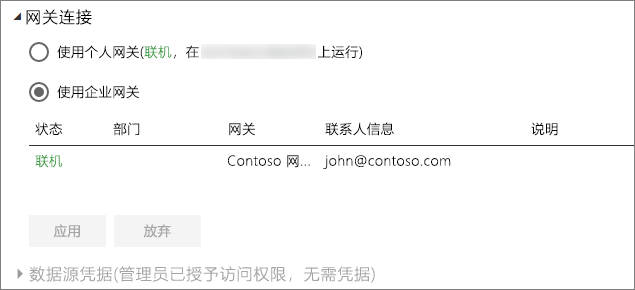 网关连接
使用个人网关(联机，在 上运行)
使用企业网关
状态 部门 网关 联系人信息 说明
联机 Contoso 网... john@contoso.com
应用 放弃
数据源凭据(管理员已授予访问权限，无需凭据)